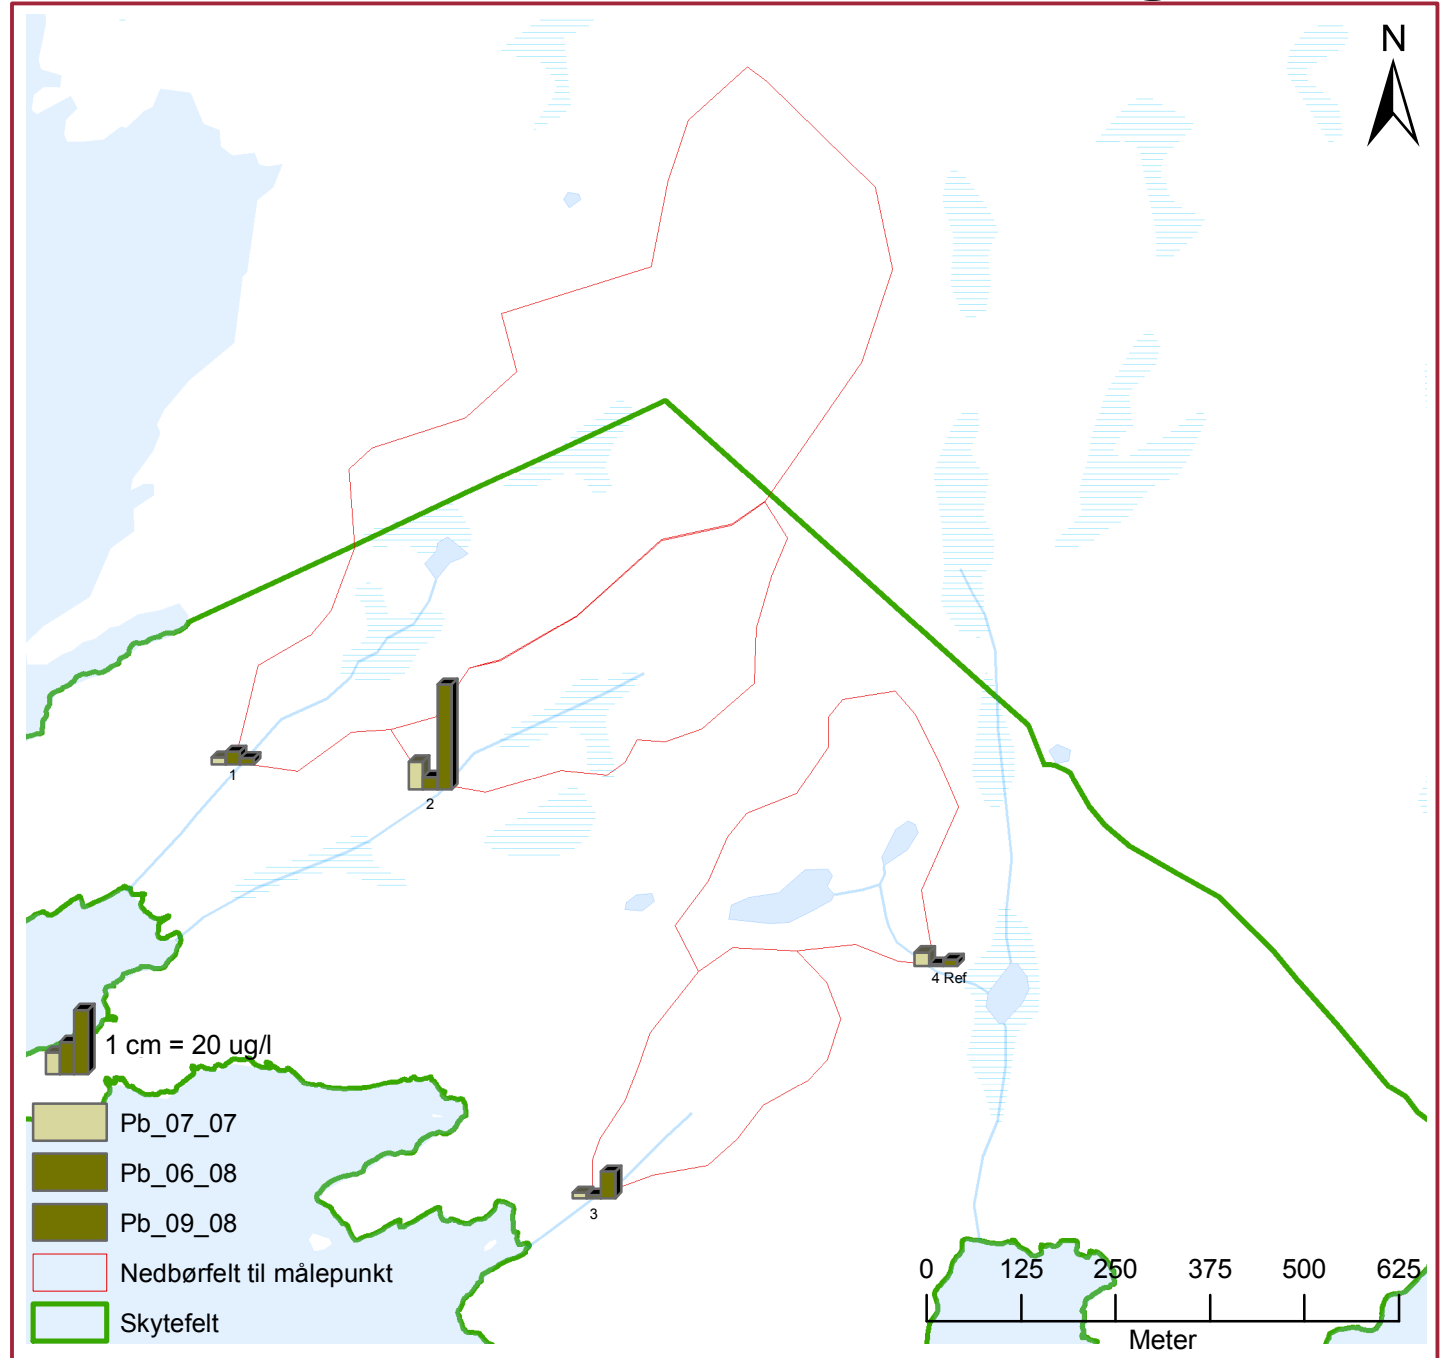 N
1
2
4 Ref
3
1 cm = 20 ug/l
Pb_07_07
Pb_06_08
Pb_09_08
Nedbørfelt til målepunkt
Skytefelt
0 125 250 375 500 625
Meter